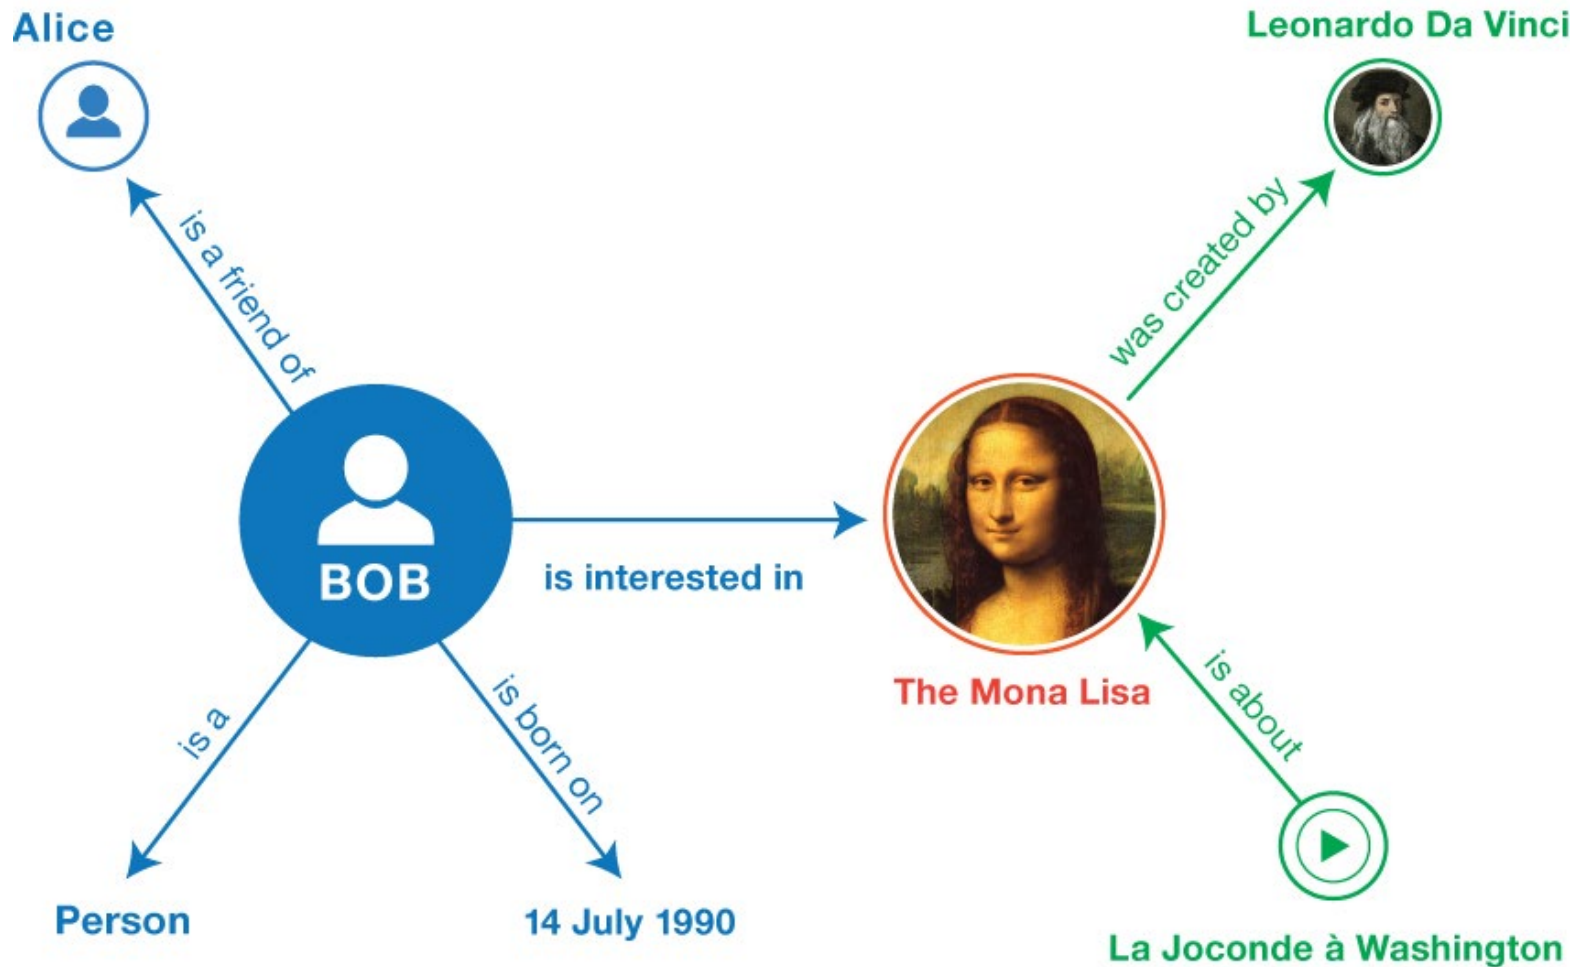 Alice
Leonardo Da Vinci
is a friend of
was created by
BOB
is interested in
The Mona Lisa
is a
is born on
is about
Person
14 July 1990
La Joconde à Washington